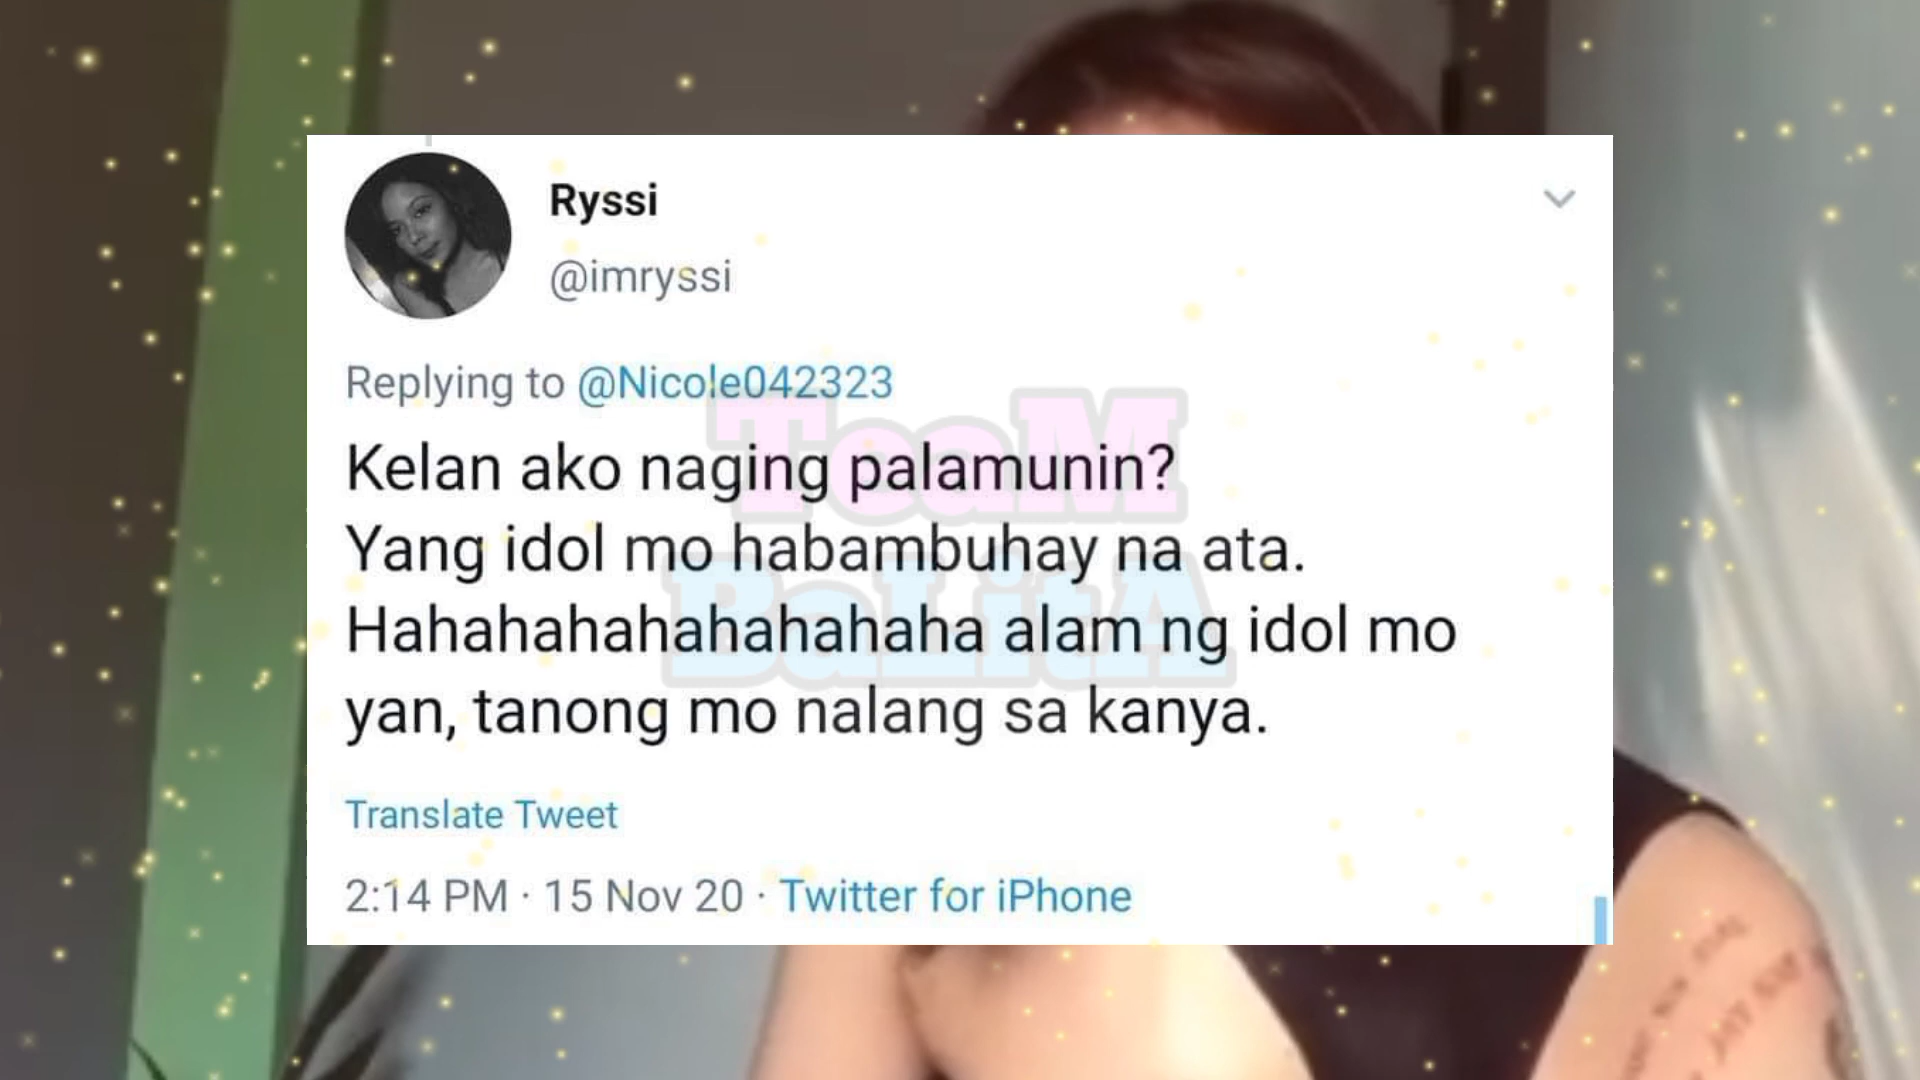 Ryssi
@imryssi
Replying to @Nicole042323
Kelan ako naging palamunin?
Yang idol mo habambuhay na ata.
Hahahahahahahahaha alam ng idol mo
yan, tanong mo nalang sa kanya.
Translate Tweet
2:14 PM · 15 Nov 20 · Twitter for iPhone
TeaM
BaLitA